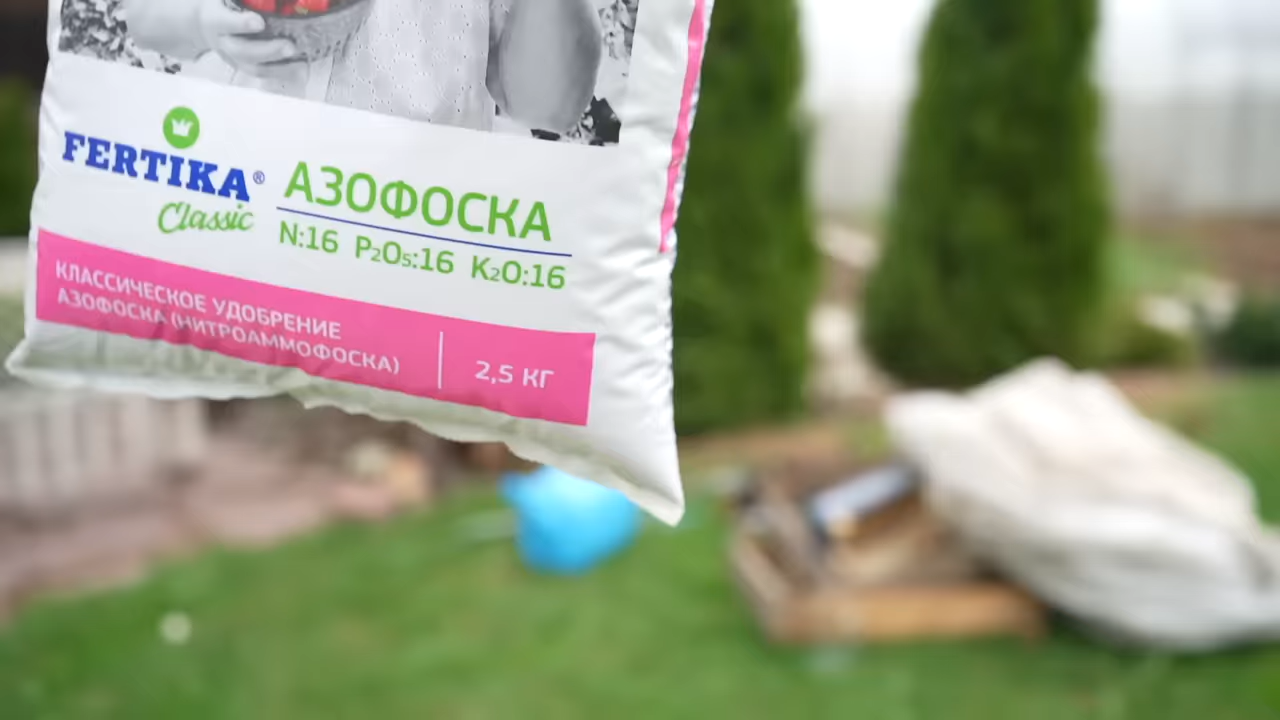 FERTIKA®
Classic
АЗОФОСКА
N:16 P₂O₅:16 K₂O:16
КЛАССИЧЕСКОЕ УДОБРЕНИЕ
АЗОФОСКА (НИТРОАММОФОСКА)
2,5 КГ